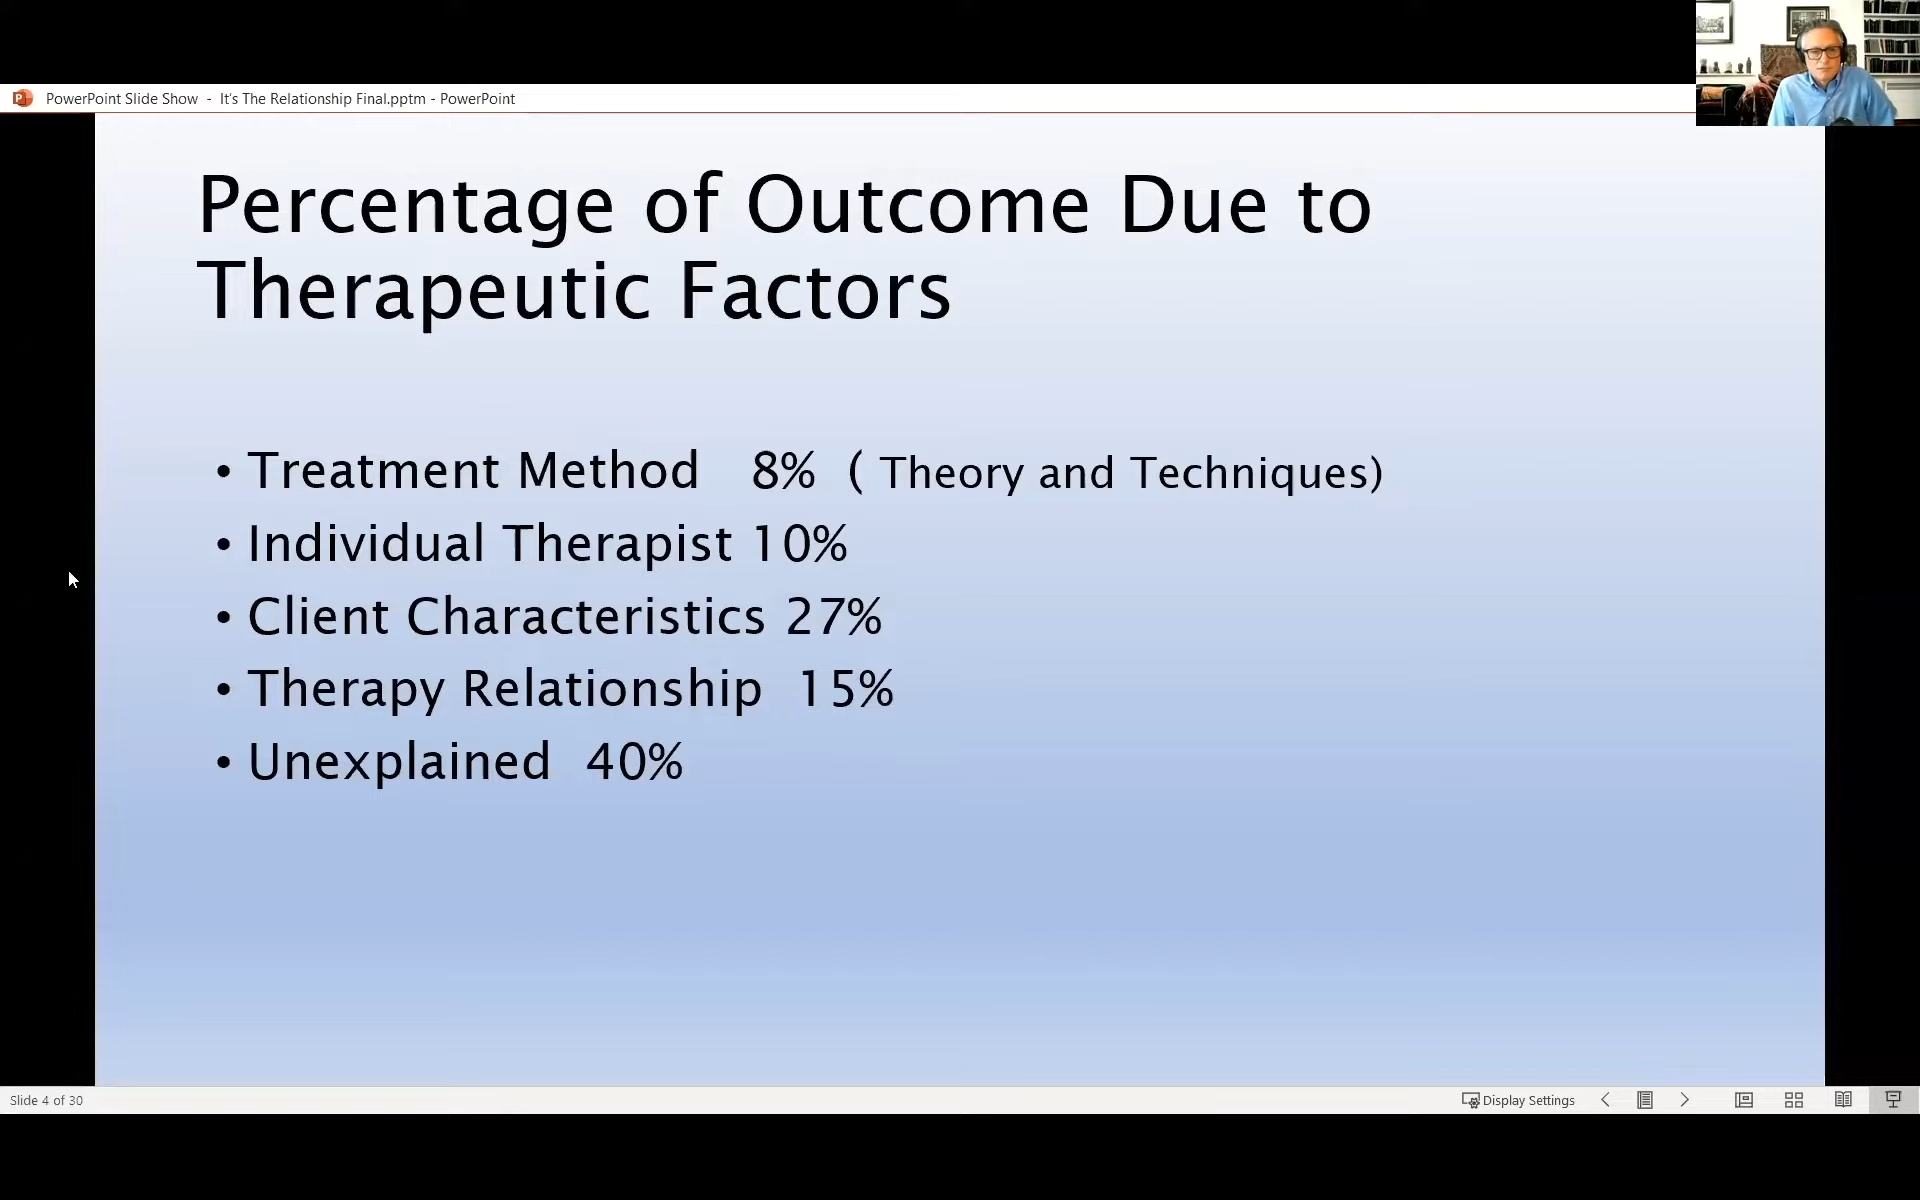 PowerPoint Slide Show - It's The Relationship Final.pptm - PowerPoint
Percentage of Outcome Due to
Therapeutic Factors
• Treatment Method 8% ( Theory and Techniques)
• Individual Therapist 10%
• Client Characteristics 27%
• Therapy Relationship 15%
• Unexplained 40%
Slide 4 of 30
Display Settings